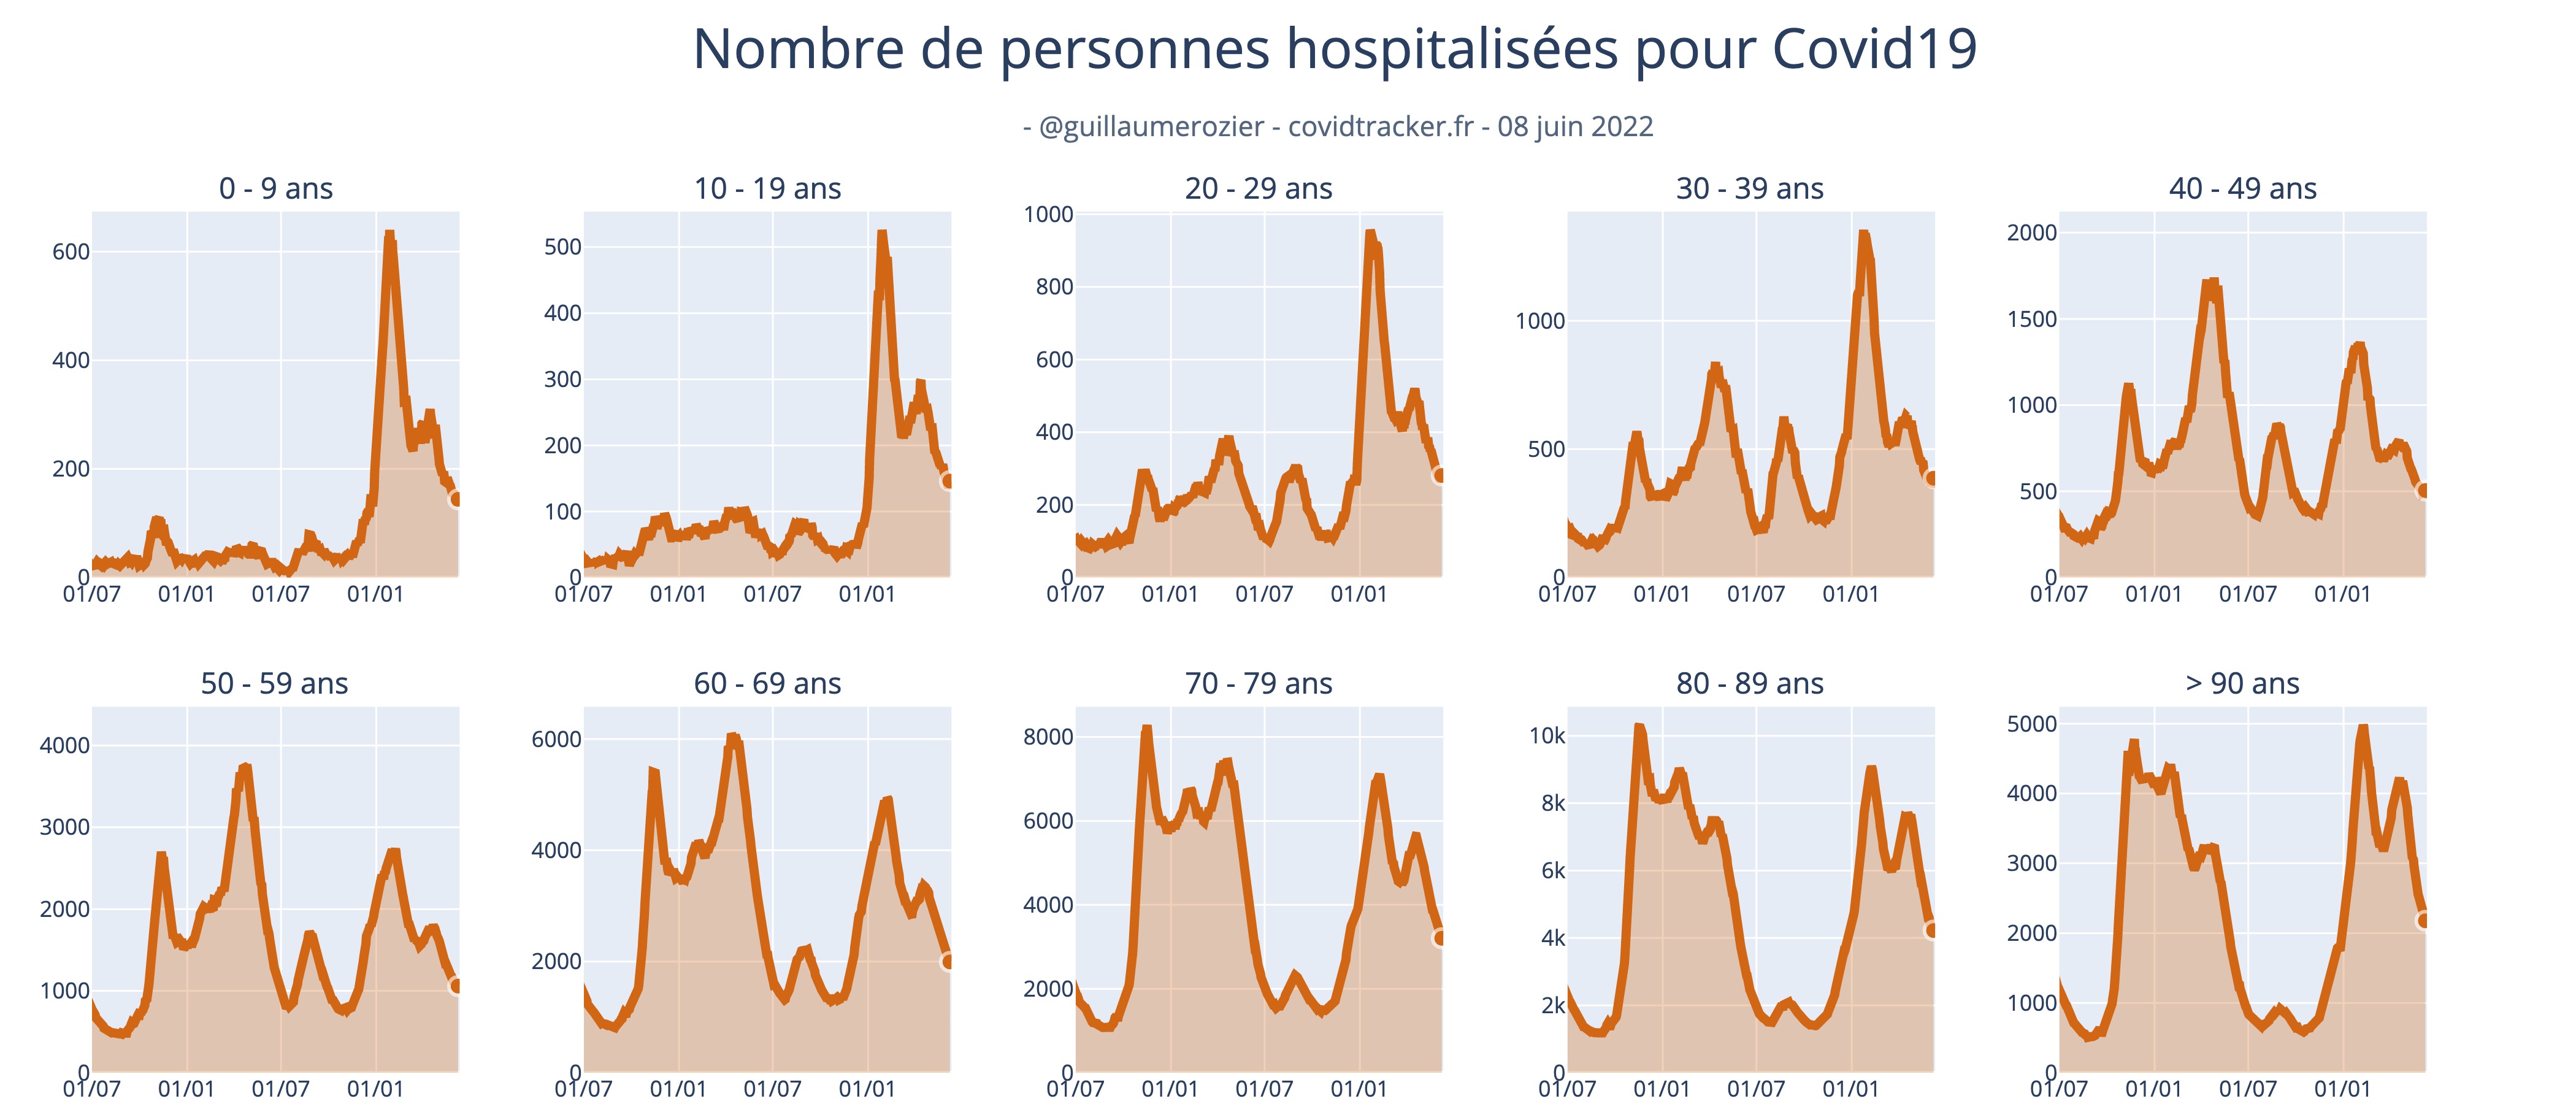 Nombre de personnes hospitalisées pour Covid19
- @guillaumerozier - covidtracker.fr - 08 juin 2022
0 - 9 ans
600
400
200
0
01/07 01/01 01/07 01/01
10 - 19 ans
500
400
300
200
100
0
01/07 01/01 01/07 01/01
20 - 29 ans
1000
800
600
400
200
0
01/07 01/01 01/07 01/01
30 - 39 ans
1000
500
0
01/07 01/01 01/07 01/01
40 - 49 ans
2000
1500
1000
500
0
01/07 01/01 01/07 01/01
50 - 59 ans
4000
3000
2000
1000
0
01/07 01/01 01/07 01/01
60 - 69 ans
6000
4000
2000
0
01/07 01/01 01/07 01/01
70 - 79 ans
8000
6000
4000
2000
0
01/07 01/01 01/07 01/01
80 - 89 ans
10k
8k
6k
4k
2k
0
01/07 01/01 01/07 01/01
> 90 ans
5000
4000
3000
2000
1000
0
01/07 01/01 01/07 01/01